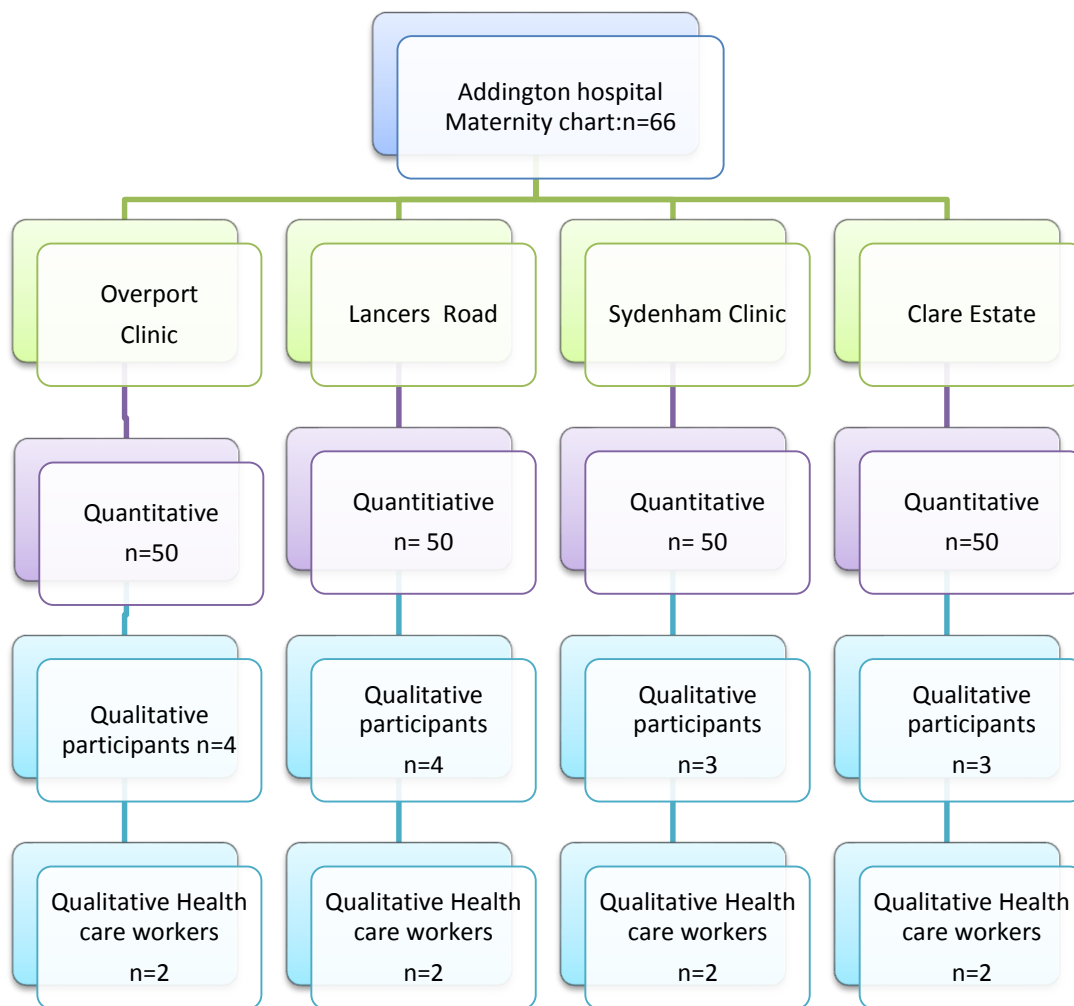 Addington hospital
Maternity chart:n=66
Overport
Clinic
Lancers  Road
Sydenham Clinic
Clare Estate
Quantitative
n=50
Quantitiative
n= 50
Quantitative
n= 50
Quantitative
n=50
Qualitative
participants n=4
Qualitative
participants
n=4
Qualitative
participants
n=3
Qualitative
participants
n=3
Qualitative Health
care workers
n=2
Qualitative Health
care workers
n=2
Qualitative Health
care workers
n=2
Qualitative Health
care workers
n=2